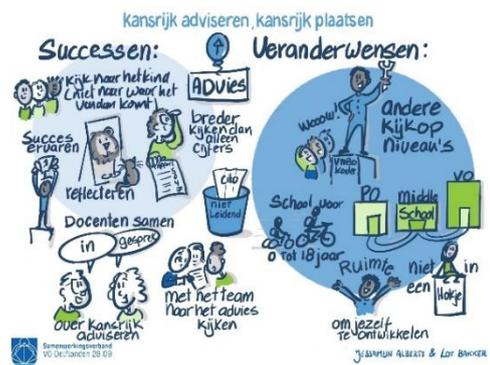 Kansrijk adviseren, kansrijk plaatsen
Successen:
Kijk naar het kind
(niet naar waar het
vandaan komt)
ADVIES
Succes
ervaren
reflecteren
breder
kijken dan
alleen
cijfers
Rapport
niet
Leidend
Docenten samen
in
gesprek
over kansrijk
adviseren
met het team
naar het advies
kijken
Veranderwensen:
Wooow!
VMBO
Kader
andere
kijk op
niveau's
School voor
0 tot 18 jaar
PO
Middle
School
VO
Ruimte
om jezelf
te ontwikkelen
niet in
een
Hokje
Samenwerkingsverband
VO Delflanden 28.09
JESSAMIJN ALBERTS & LOT BAKKER